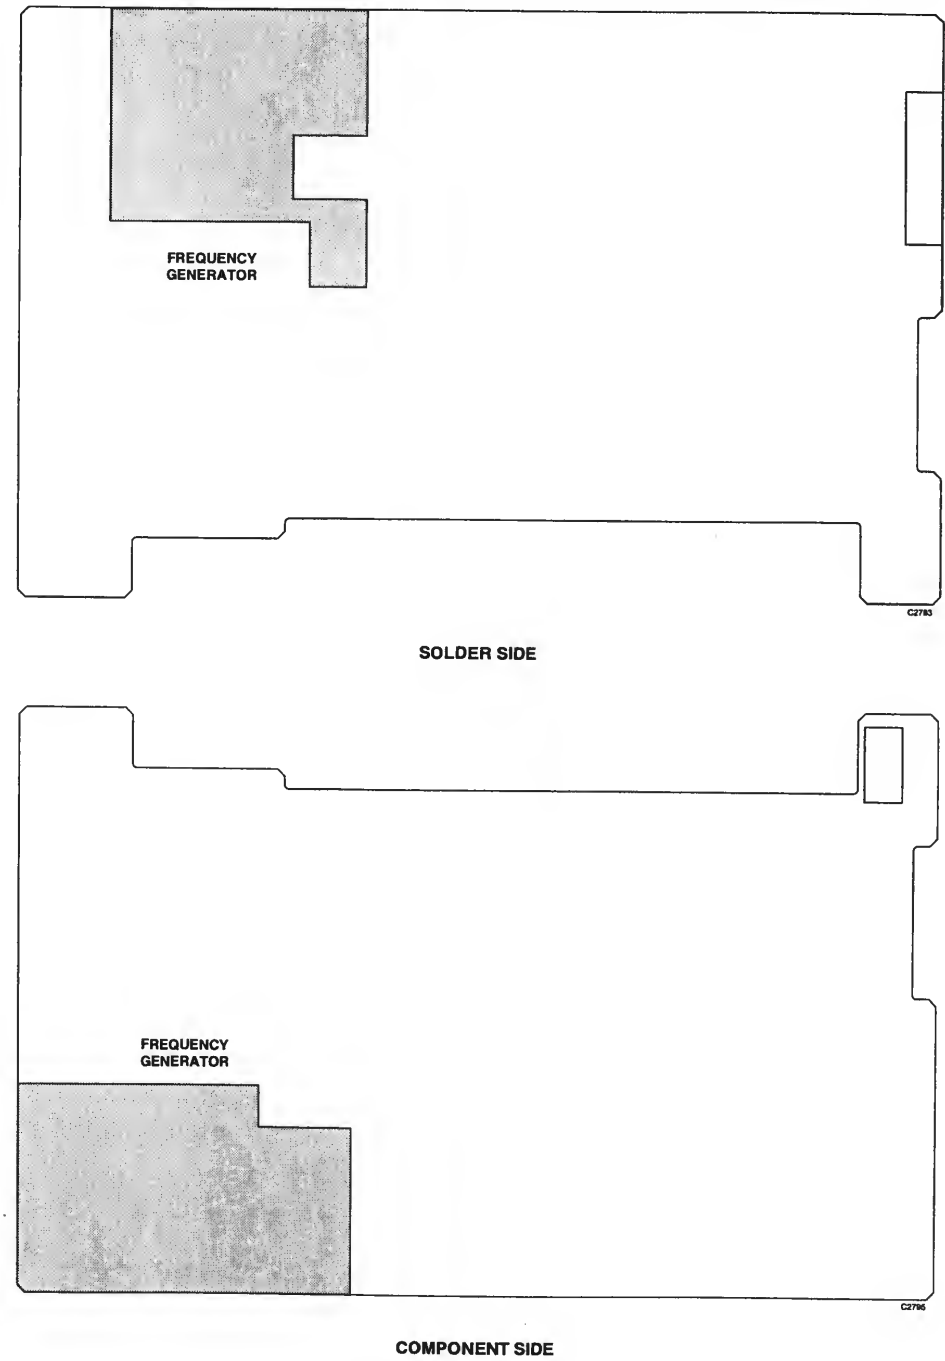 FREQUENCY
GENERATOR
C2793
SOLDER SIDE
FREQUENCY
GENERATOR
C2795
COMPONENT SIDE